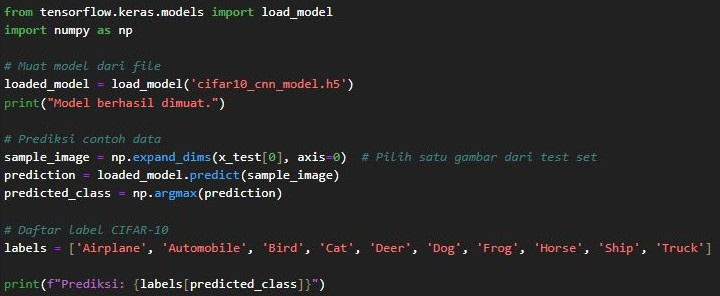 from tensorflow.keras.models import load_model
import numpy as np
# Muat model dari file
loaded_model = load_model('cifar10_cnn_model.h5')
print("Model berhasil dimuat.")
# Prediksi contoh data
sample_image = np.expand_dims(x_test[0], axis=0)  # Pilih satu gambar dari test set
prediction = loaded_model.predict(sample_image)
predicted_class = np.argmax(prediction)
# Daftar label CIFAR-10
labels = ['Airplane', 'Automobile', 'Bird', 'Cat', 'Deer', 'Dog', 'Frog', 'Horse', 'Ship', 'Truck']
print(f"Prediksi: {labels[predicted_class]}")